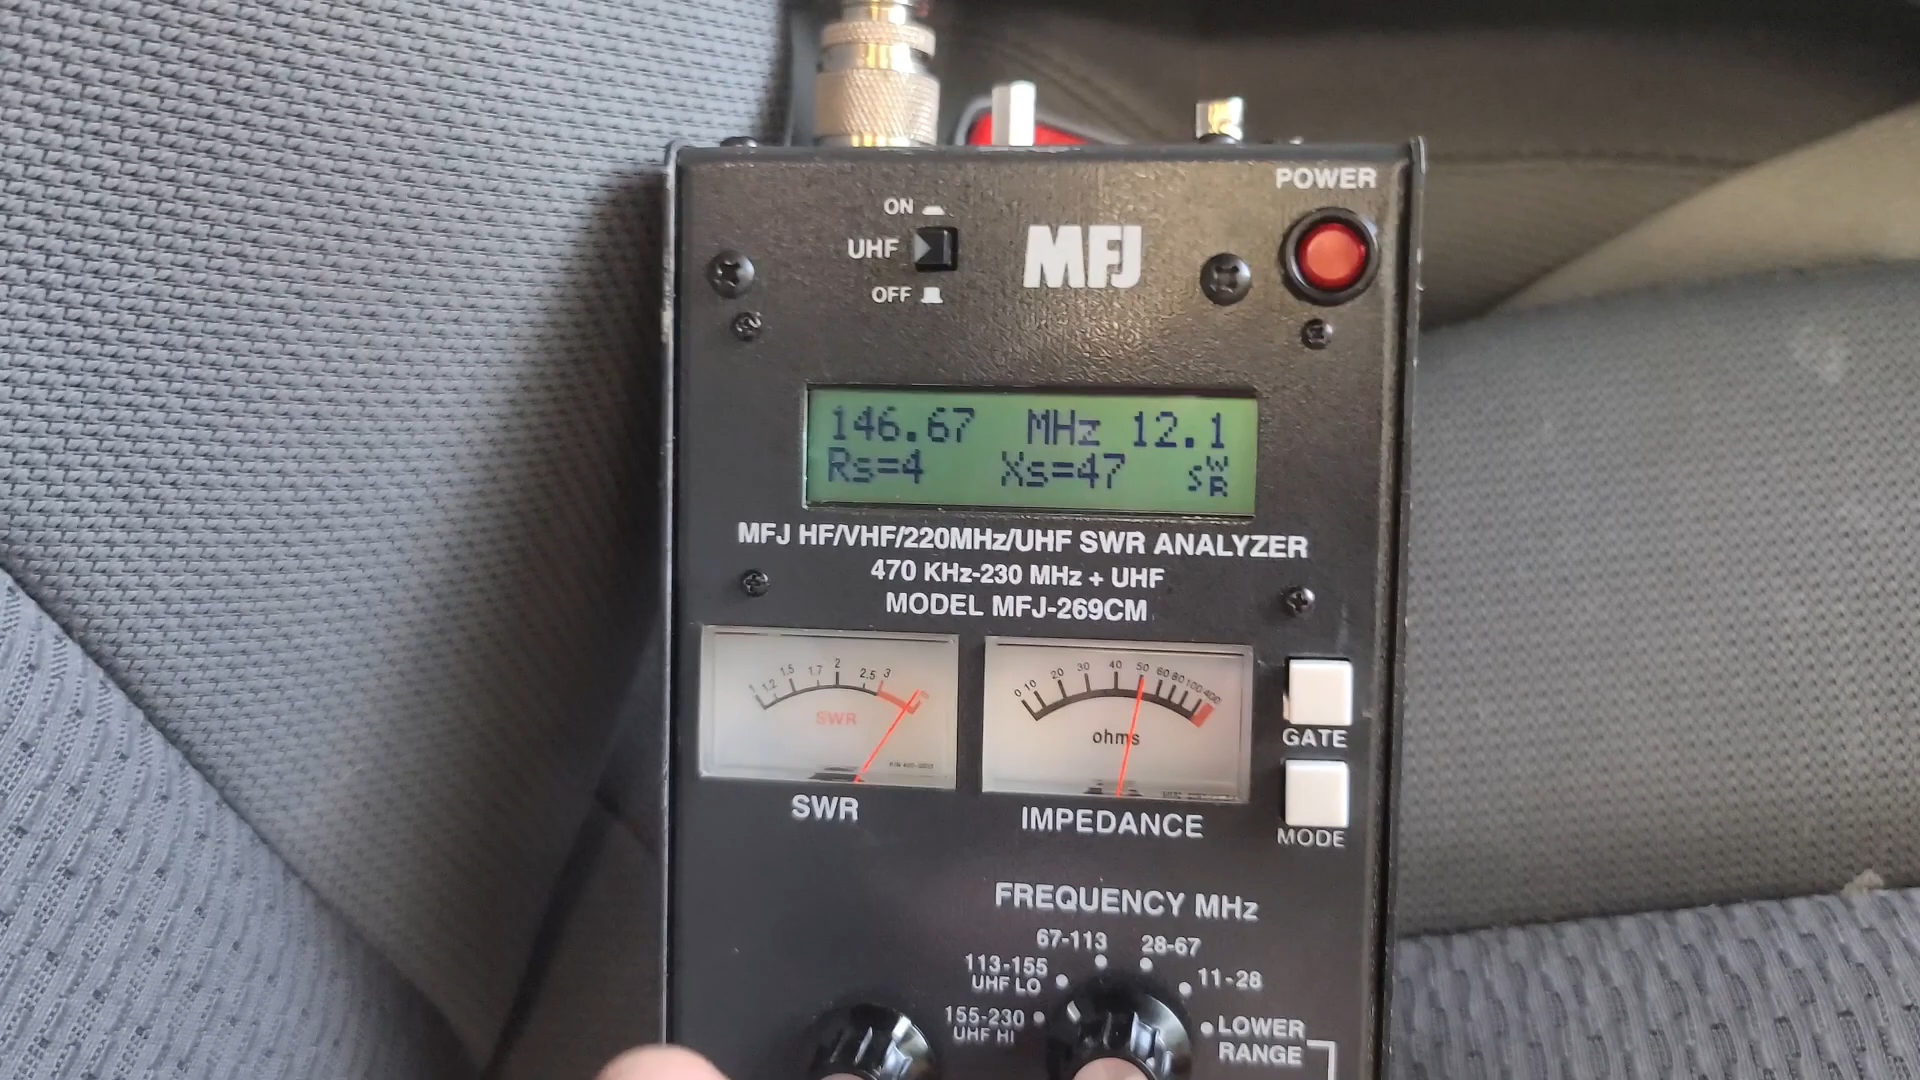 POWER
ON
UHF
OFF
MFJ
146.67 MHz 12.1
Rs=4 Xs=47 SWR
MFJ HF/VHF/220MHz/UHF SWR ANALYZER
470 KHz-230 MHz + UHF
MODEL MFJ-269CM
1 1.2 1.5 1.7 2 2.5 3
SWR
0 10 20 30 40 50 60 80 100 400
ohms
GATE
SWR
IMPEDANCE
MODE
FREQUENCY MHz
67-113 28-67
113-155
UHF LO
11-28
155-230
UHF HI
LOWER
RANGE